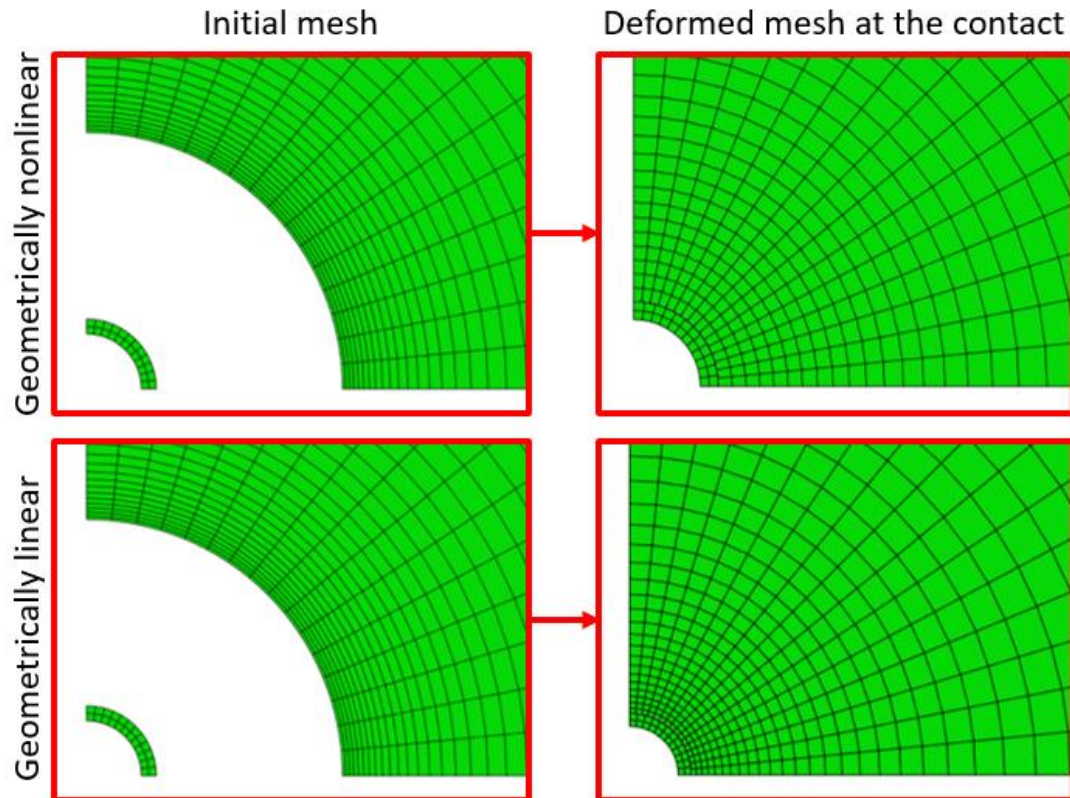 Initial mesh
Deformed mesh at the contact
Geometrically nonlinear
Geometrically linear